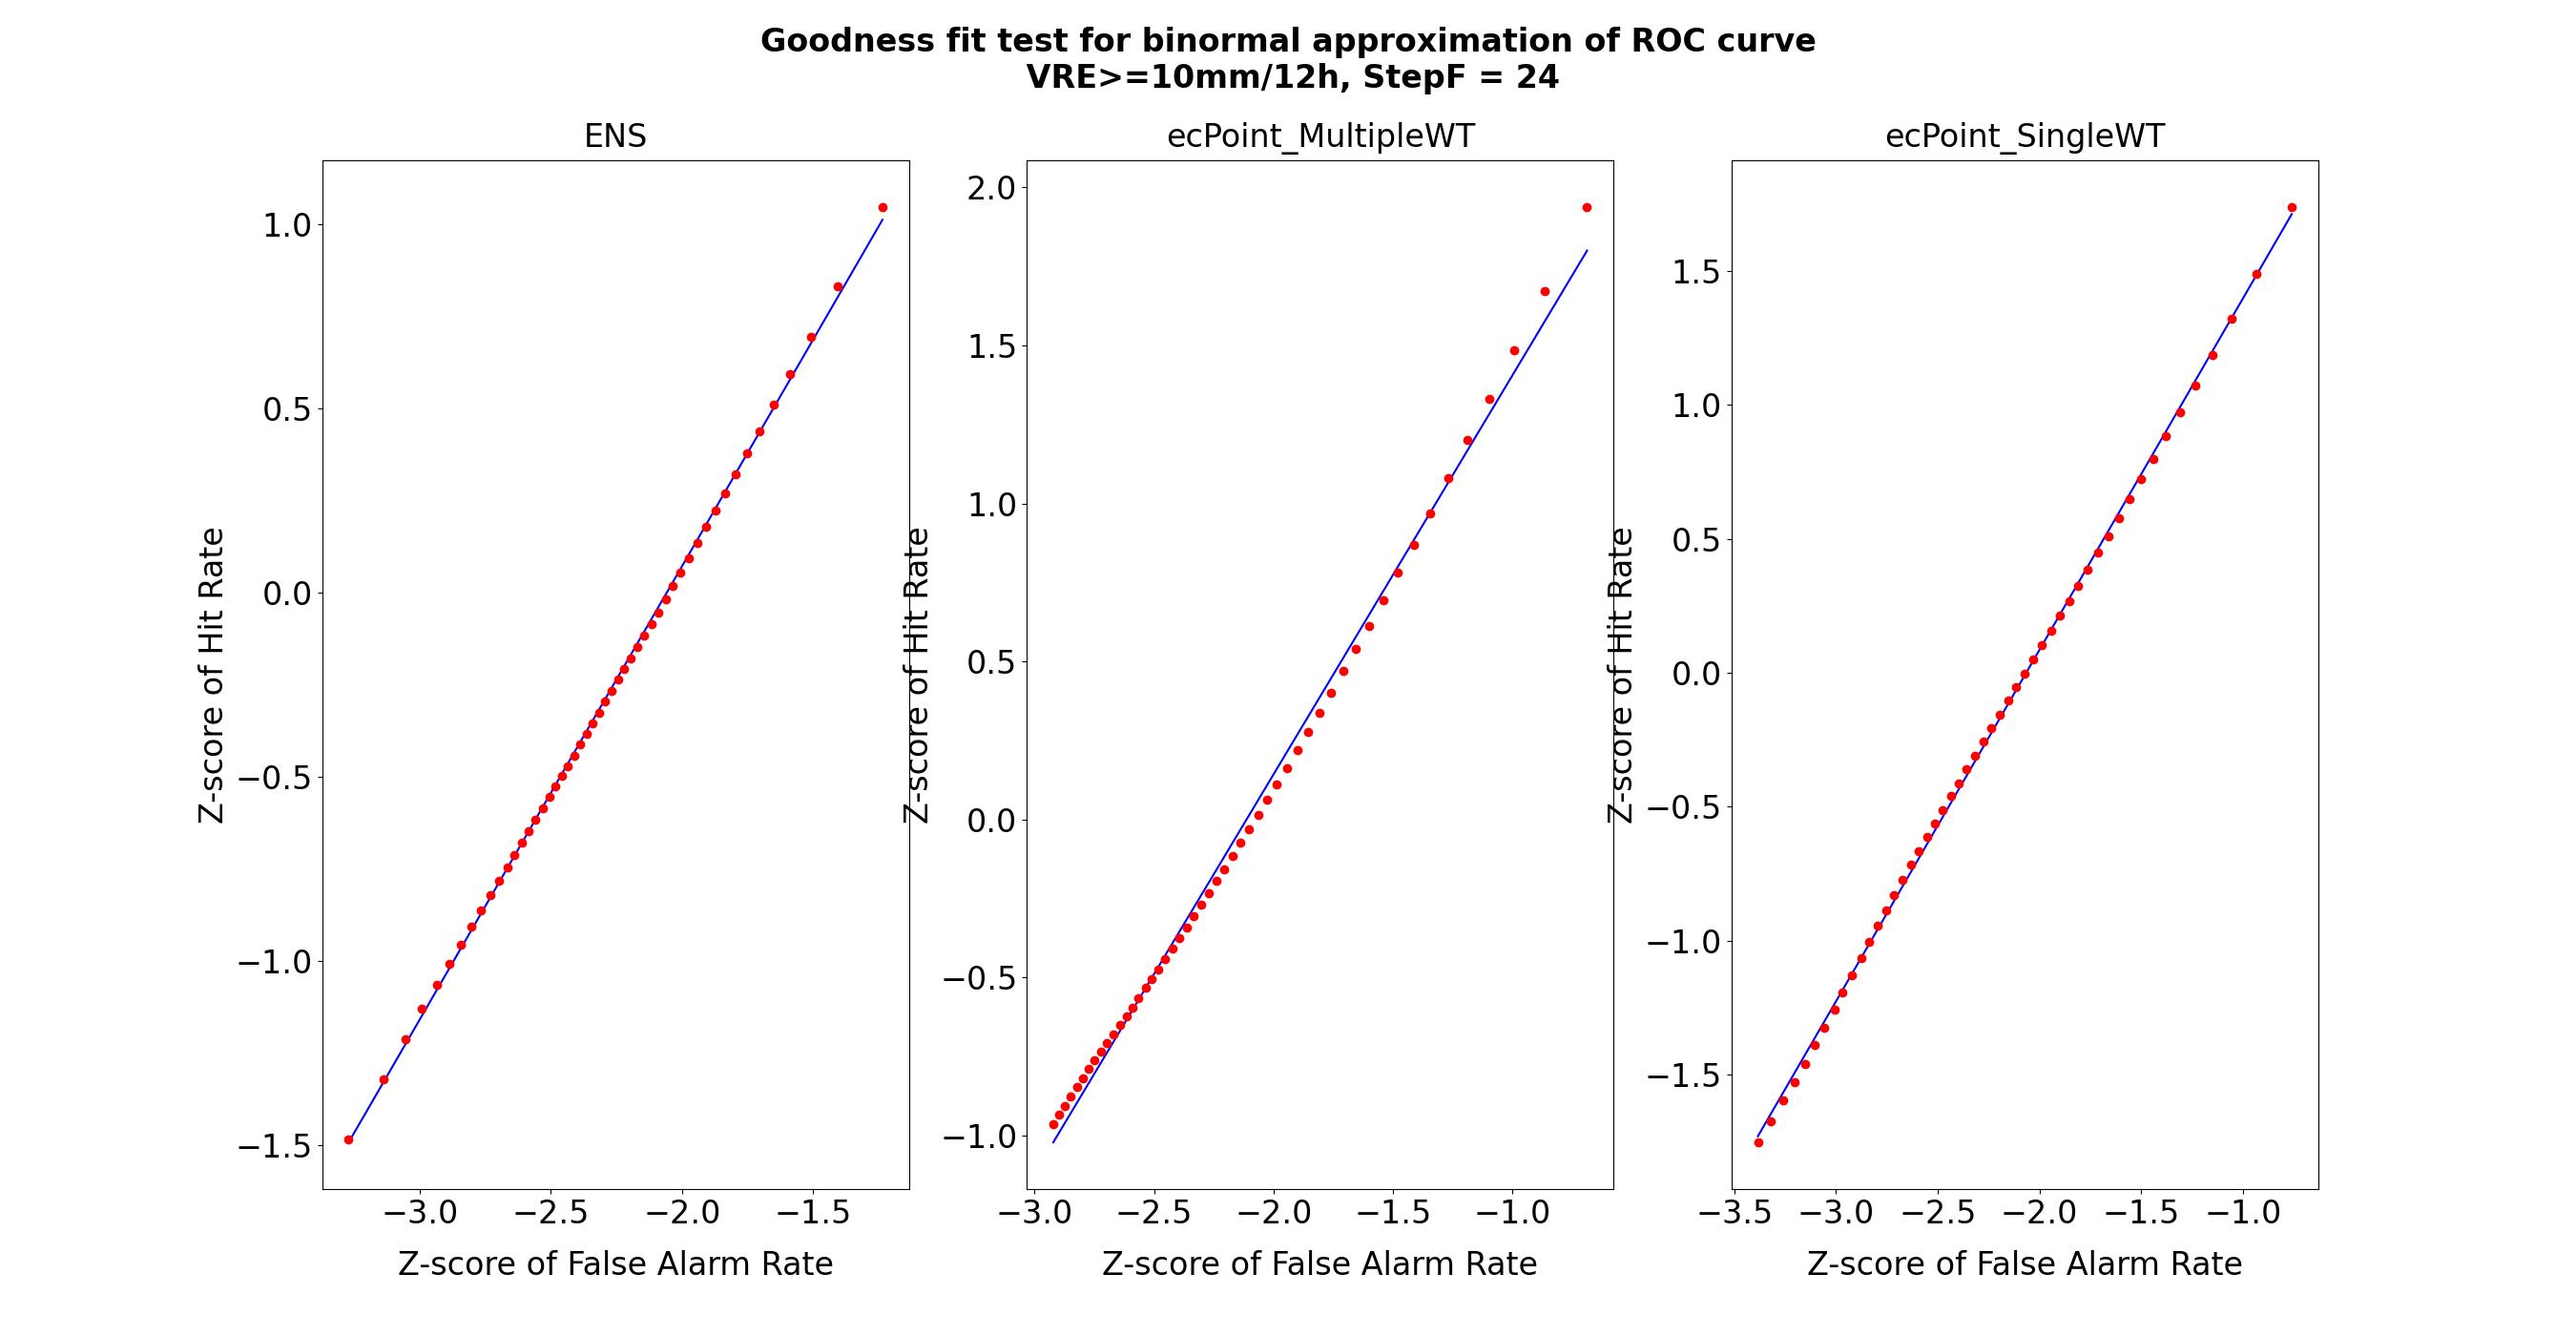 Goodness fit test for binormal approximation of ROC curve
VRE>=10mm/12h, StepF = 24
ENS
1.0
0.5
0.0
−0.5
−1.0
−1.5
Z-score of Hit Rate
−3.0 −2.5 −2.0 −1.5
Z-score of False Alarm Rate
ecPoint_MultipleWT
2.0
1.5
1.0
0.5
0.0
−0.5
−1.0
Z-score of Hit Rate
−3.0 −2.5 −2.0 −1.5 −1.0
Z-score of False Alarm Rate
ecPoint_SingleWT
1.5
1.0
0.5
0.0
−0.5
−1.0
−1.5
Z-score of Hit Rate
−3.5 −3.0 −2.5 −2.0 −1.5 −1.0
Z-score of False Alarm Rate